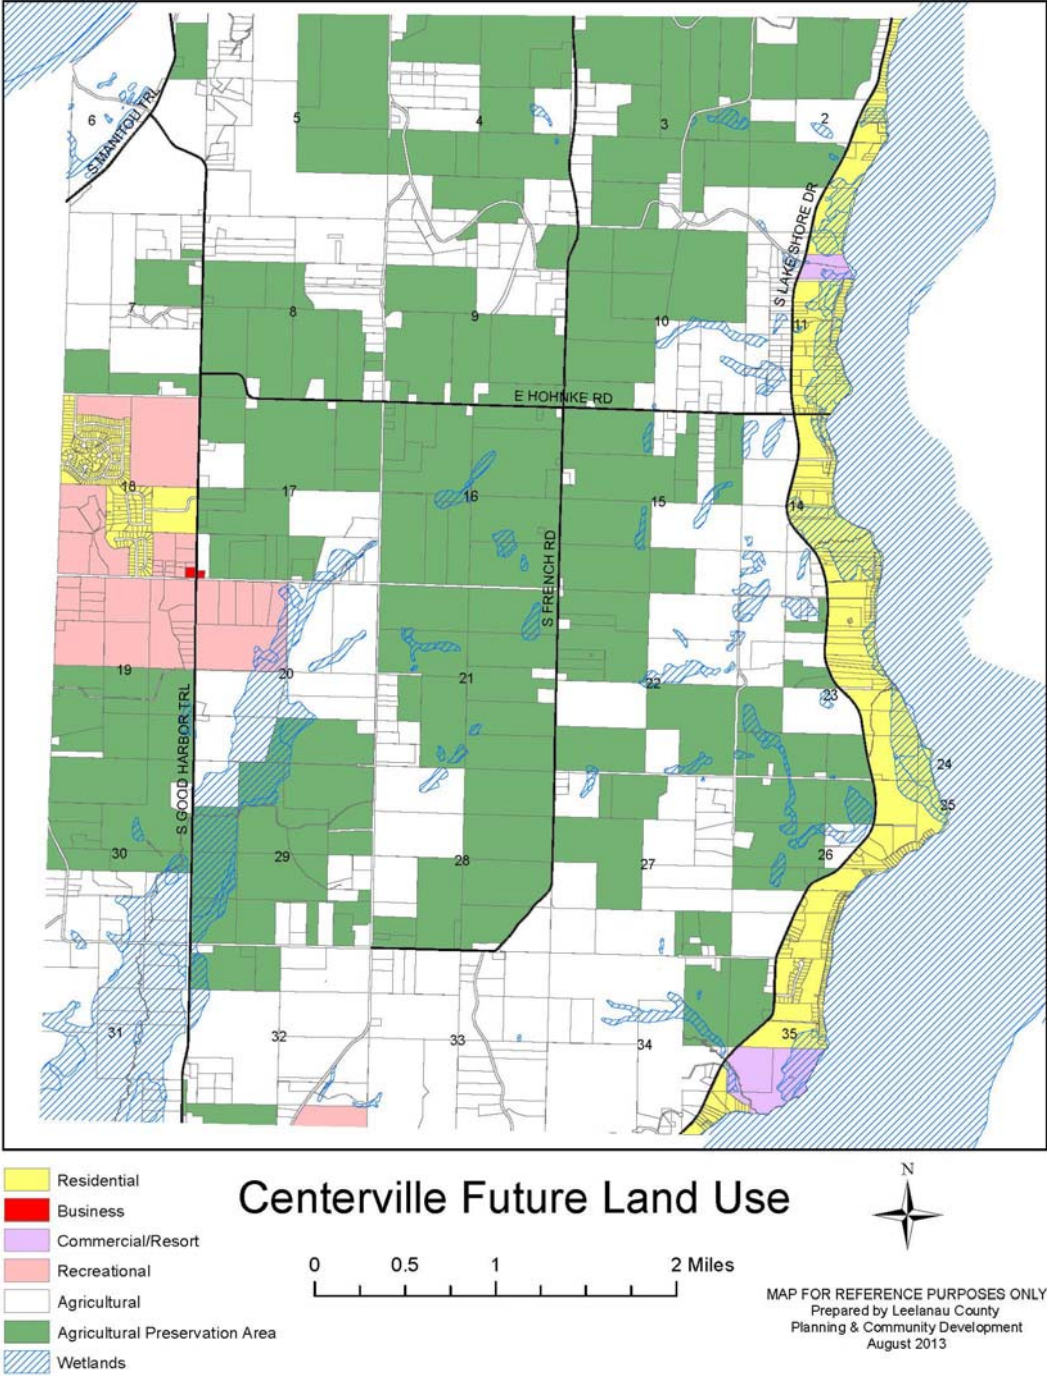 6
5
4
3
2
S MANITOU TRL
S LAKE SHORE DR
7
8
9
10
11
E HOHNKE RD
18
17
16
15
14
S FRENCH RD
19
20
21
22
23
24
25
S GOOD HARBOR TRL
30
29
28
27
26
31
32
33
34
35
Residential
Business
Commercial/Resort
Recreational
Agricultural
Agricultural Preservation Area
Wetlands
Centerville Future Land Use
0 0.5 1 2 Miles
N
MAP FOR REFERENCE PURPOSES ONLY
Prepared by Leelanau County
Planning & Community Development
August 2013